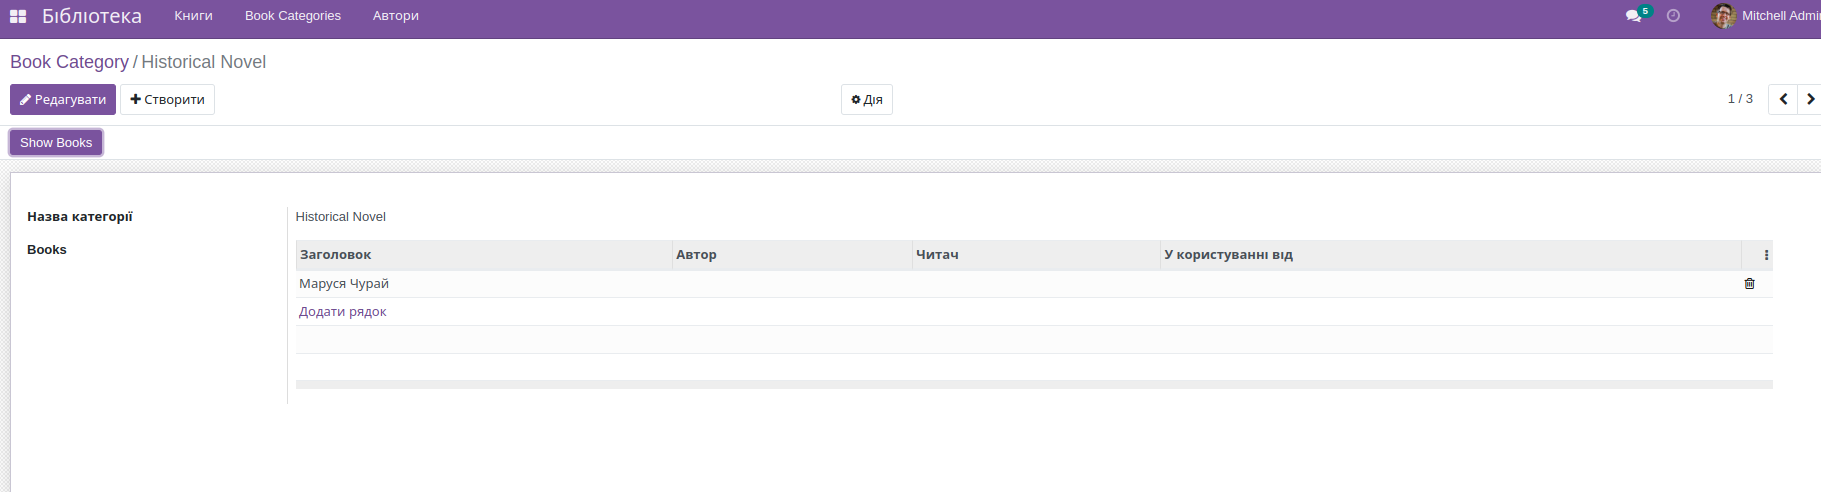 Бібліотека Книги Book Categories Автори 5 Mitchell Admi
Book Category / Historical Novel
Редагувати Створити Дія 1 / 3
Show Books
Назва категорії Historical Novel
Books
Заголовок Автор Читач У користуванні від
Маруся Чурай
Додати рядок